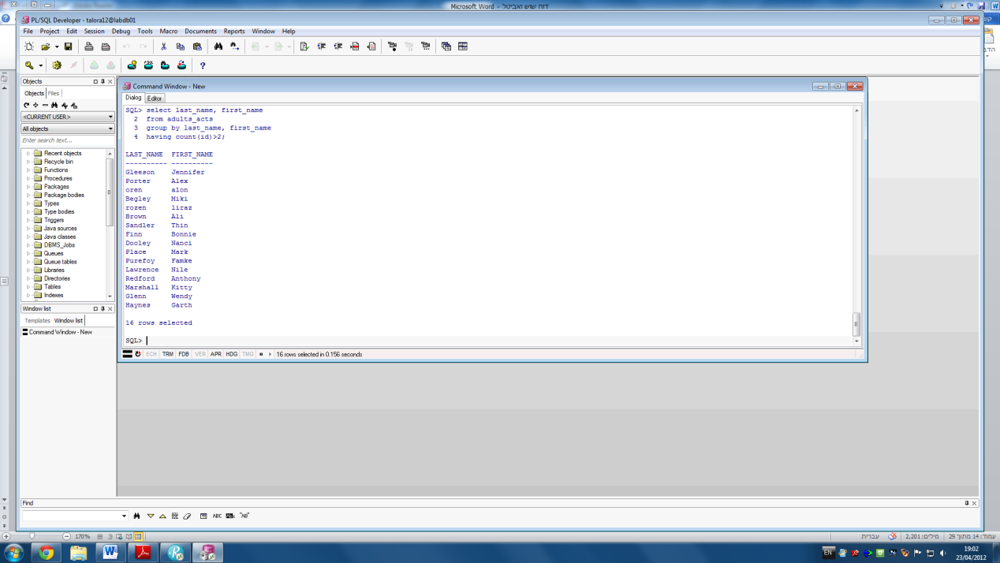 דוח שוש ואביטל - Microsoft Word
PL/SQL Developer - talora12@labdb01
File Project Edit Session Debug Tools Macro Documents Reports Window Help
Objects
Objects Files
<CURRENT USER>
All objects
Enter search text...
Recent objects
Recycle bin
Functions
Procedures
Packages
Package bodies
Types
Type bodies
Triggers
Java sources
Java classes
DBMS_Jobs
Queues
Queue tables
Libraries
Directories
Tables
Indexes
Window list
Templates Window list
Command Window - New
Command Window - New
Dialog Editor
SQL> select last_name, first_name
2 from adults_acts
3 group by last_name, first_name
4 having count(id)>2;
LAST_NAME FIRST_NAME
---------- ----------
Gleeson Jennifer
Porter Alex
oren alon
Begley Miki
rozen liraz
Brown Ali
Sandler Thin
Finn Bonnie
Dooley Nanci
Place Mark
Purefoy Famke
Lawrence Nile
Redford Anthony
Marshall Kitty
Glenn Wendy
Haynes Garth
16 rows selected
SQL>
ECH TRM FDB VER APR HDG TMG 16 rows selected in 0.156 seconds
Find
ABC "AB"
170%
עמוד: 14 מתוך 29 מילים: 2,201 עברית
EN
19:02
23/04/2012